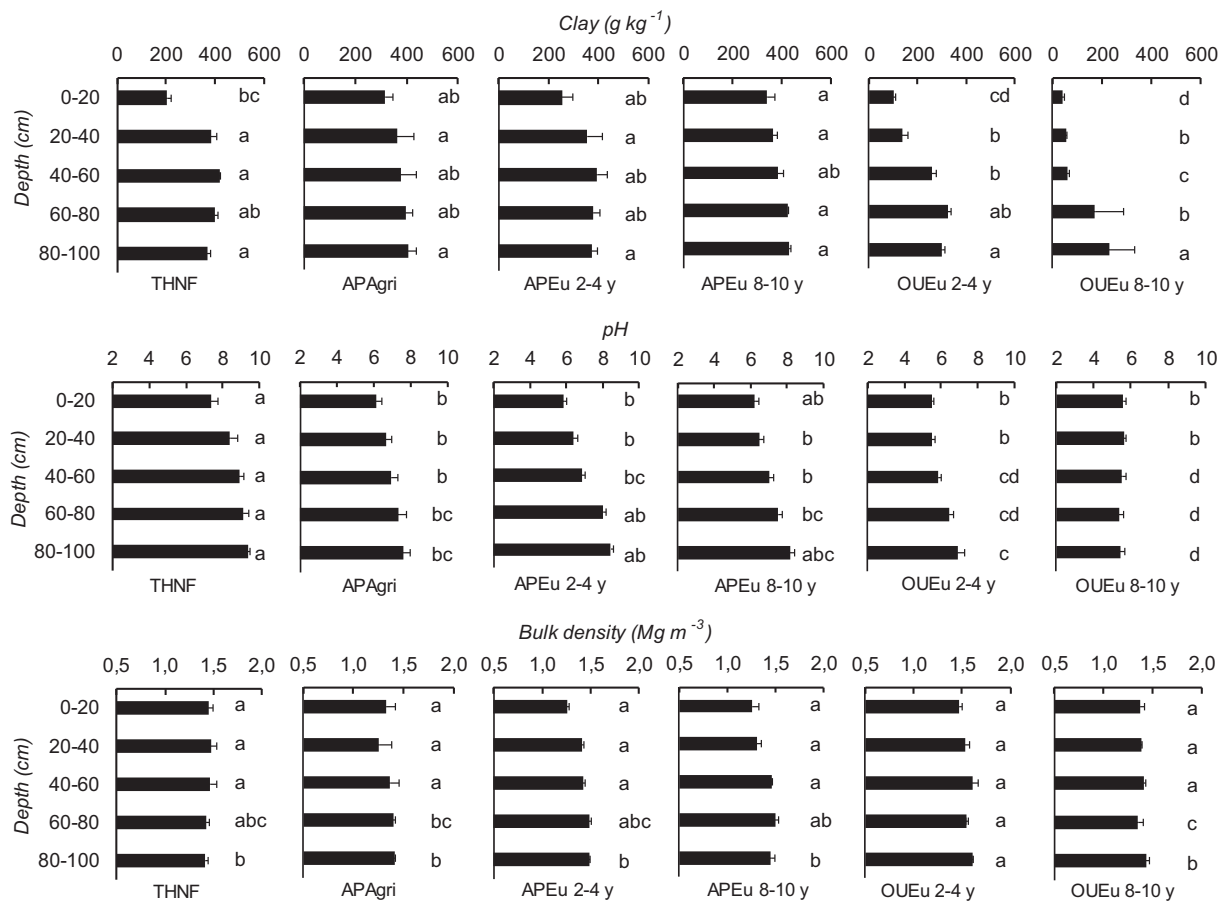 Clay (g kg⁻¹)
0 200 400 600 0 200 400 600 0 200 400 600 0 200 400 600 0 200 400 600 0 200 400 600
Depth (cm)
0-20 bc ab ab a cd d
20-40 a a a a b b
40-60 a ab ab ab b c
60-80 ab ab ab a ab b
80-100 a a a a a a
THNF APAgri APEu 2-4 y APEu 8-10 y OUEu 2-4 y OUEu 8-10 y
pH
2 4 6 8 10 2 4 6 8 10 2 4 6 8 10 2 4 6 8 10 2 4 6 8 10 2 4 6 8 10
Depth (cm)
0-20 a b b ab b b
20-40 a b b b b b
40-60 a b bc b cd d
60-80 a bc ab bc cd d
80-100 a bc ab abc c d
THNF APAgri APEu 2-4 y APEu 8-10 y OUEu 2-4 y OUEu 8-10 y
Bulk density (Mg m⁻³)
0,5 1,0 1,5 2,0 0,5 1,0 1,5 2,0 0,5 1,0 1,5 2,0 0,5 1,0 1,5 2,0 0,5 1,0 1,5 2,0 0,5 1,0 1,5 2,0
Depth (cm)
0-20 a a a a a a
20-40 a a a a a a
40-60 a a a a a a
60-80 abc bc abc ab a c
80-100 b b b b a b
THNF APAgri APEu 2-4 y APEu 8-10 y OUEu 2-4 y OUEu 8-10 y